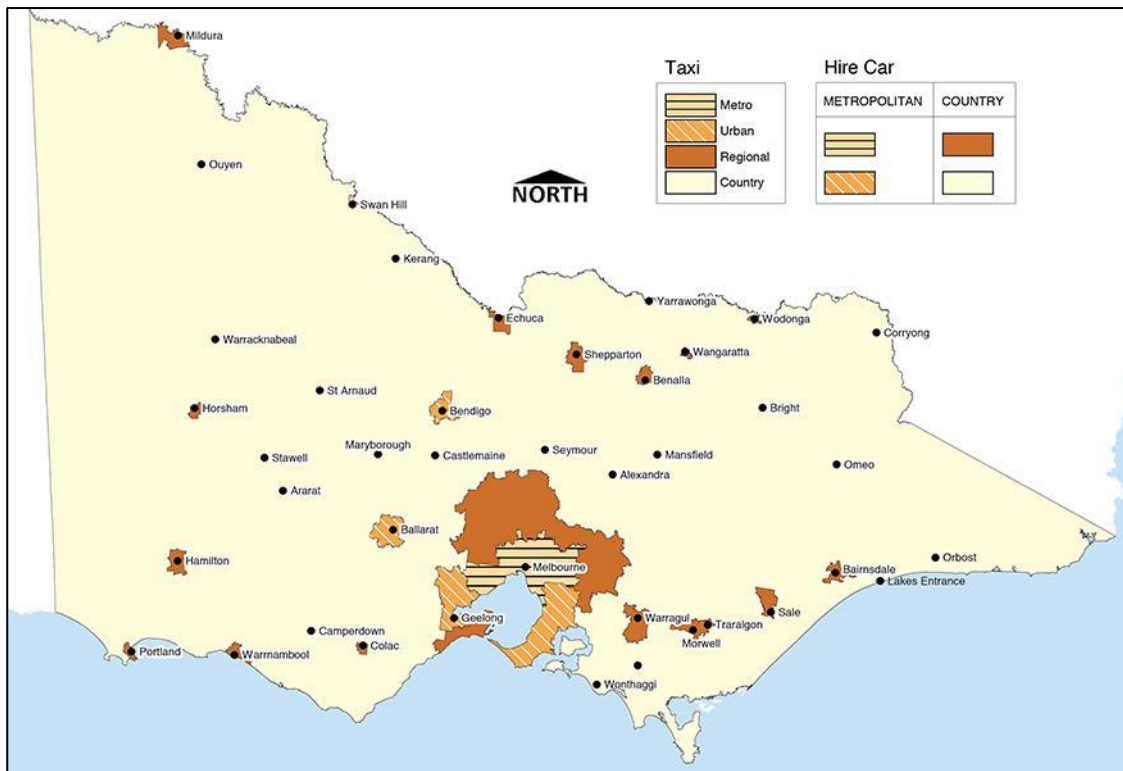 Mildura
Taxi
Hire Car
METROPOLITAN
COUNTRY
Metro
Urban
Regional
Country
Ouyen
NORTH
Swan Hill
Kerang
Yarrawonga
Echuca
Wodonga
Corryong
Warracknabeal
Shepparton
Wangaratta
Benalla
St Arnaud
Horsham
Bendigo
Bright
Maryborough
Stawell
Castlemaine
Seymour
Mansfield
Omeo
Alexandra
Ararat
Ballarat
Hamilton
Melbourne
Orbost
Bairnsdale
Lakes Entrance
Geelong
Warragul
Sale
Traralgon
Camperdown
Morwell
Portland
Warrnambool
Colac
Wonthaggi